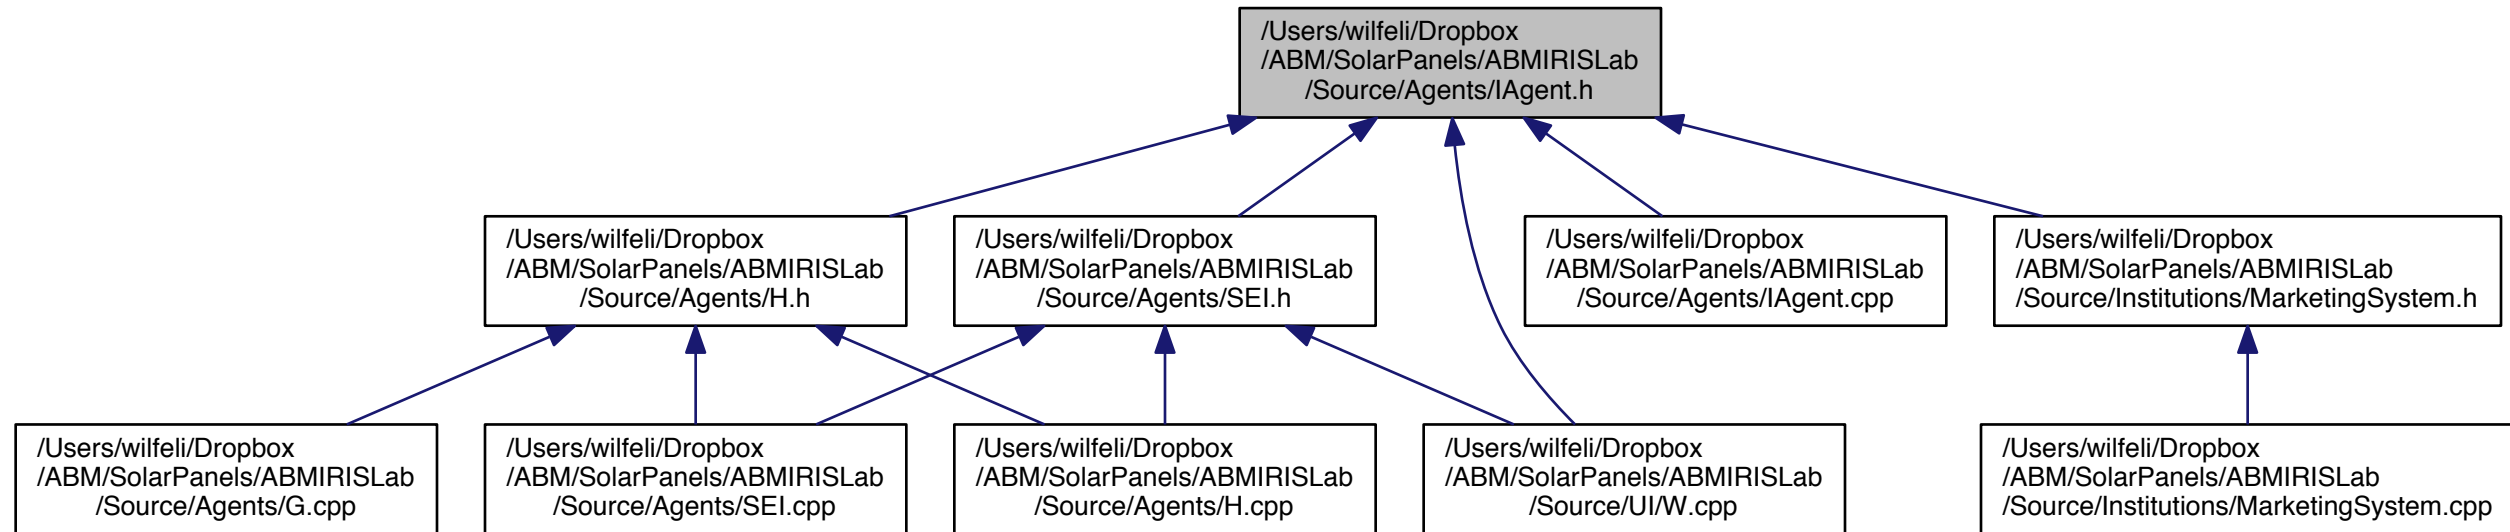 /Users/wilfeli/Dropbox
/ABM/SolarPanels/ABMIRISLab
/Source/Agents/IAgent.h
/Users/wilfeli/Dropbox
/ABM/SolarPanels/ABMIRISLab
/Source/Agents/H.h
/Users/wilfeli/Dropbox
/ABM/SolarPanels/ABMIRISLab
/Source/Agents/SEI.h
/Users/wilfeli/Dropbox
/ABM/SolarPanels/ABMIRISLab
/Source/Agents/IAgent.cpp
/Users/wilfeli/Dropbox
/ABM/SolarPanels/ABMIRISLab
/Source/Institutions/MarketingSystem.h
/Users/wilfeli/Dropbox
/ABM/SolarPanels/ABMIRISLab
/Source/Agents/G.cpp
/Users/wilfeli/Dropbox
/ABM/SolarPanels/ABMIRISLab
/Source/Agents/SEI.cpp
/Users/wilfeli/Dropbox
/ABM/SolarPanels/ABMIRISLab
/Source/Agents/H.cpp
/Users/wilfeli/Dropbox
/ABM/SolarPanels/ABMIRISLab
/Source/UI/W.cpp
/Users/wilfeli/Dropbox
/ABM/SolarPanels/ABMIRISLab
/Source/Institutions/MarketingSystem.cpp